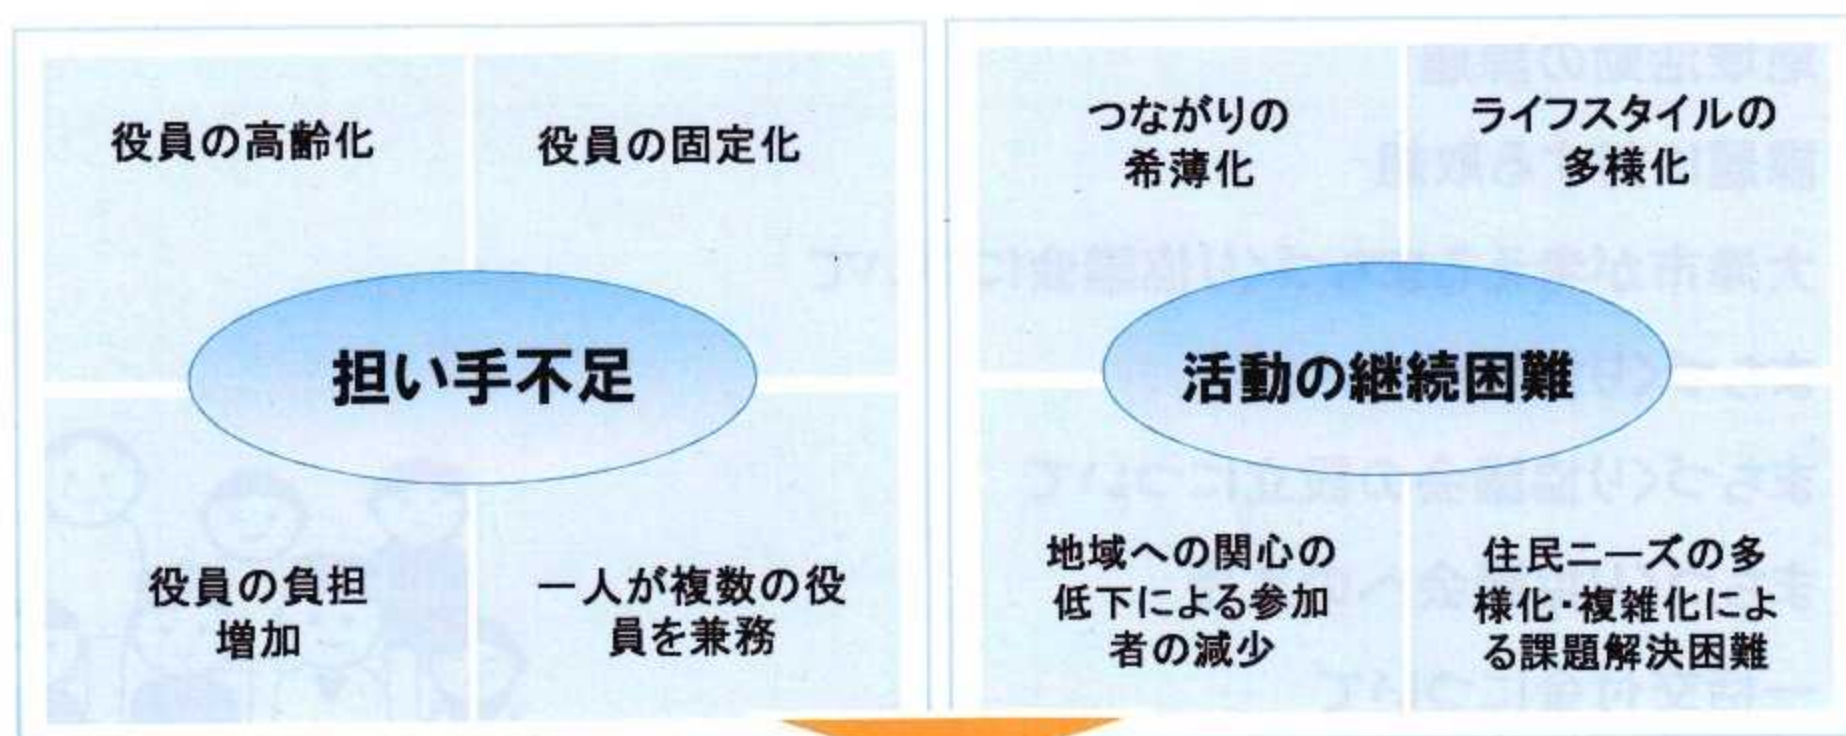 役員の高齢化
役員の固定化
担い手不足
役員の負担
増加
一人が複数の役
員を兼務
つながりの
希薄化
ライフスタイルの
多様化
活動の継続困難
地域への関心の
低下による参加
者の減少
住民ニーズの多
様化・複雑化によ
る課題解決困難